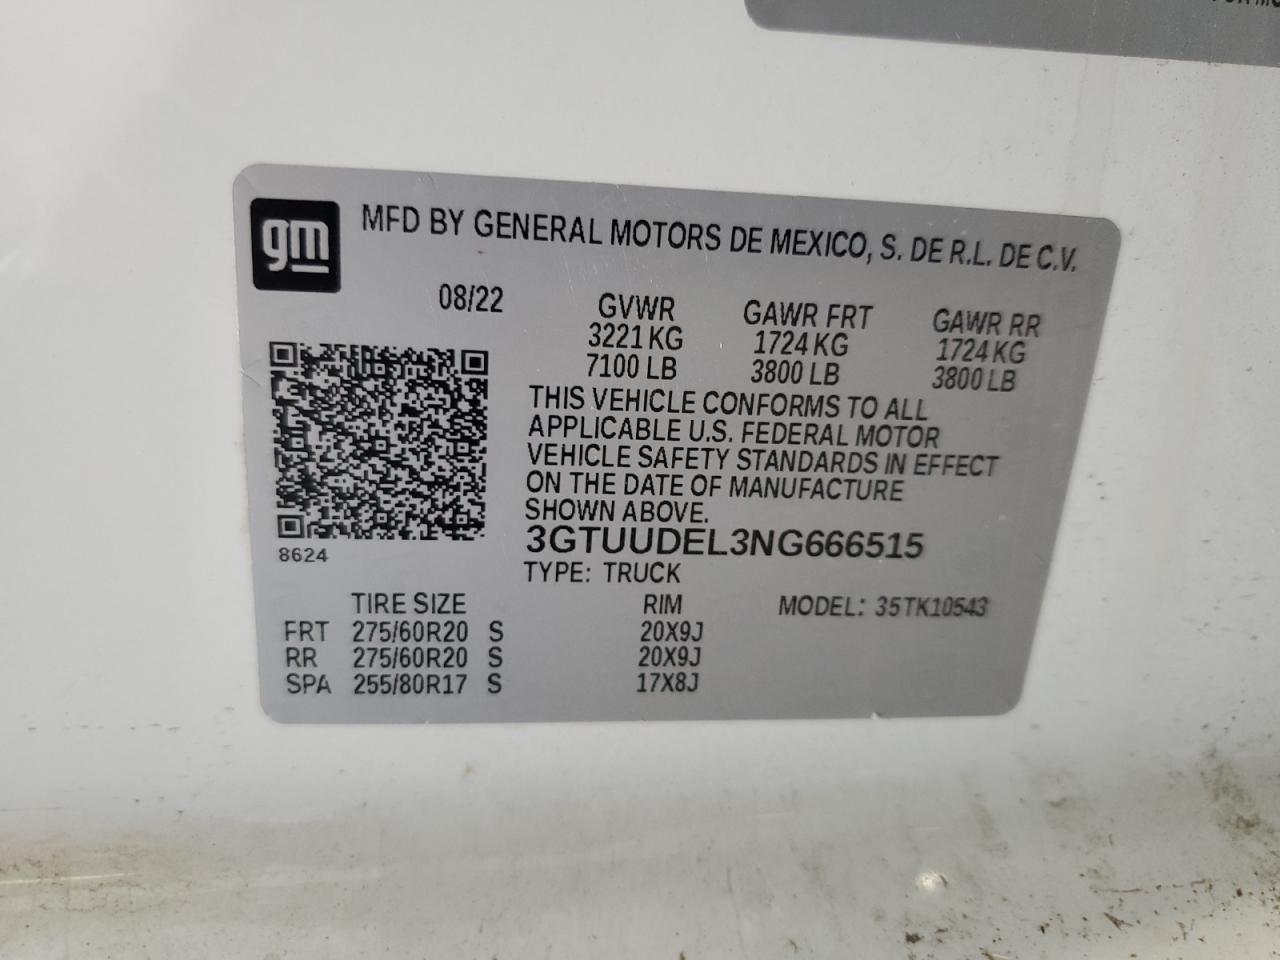 gm
MFD BY GENERAL MOTORS DE MEXICO, S. DE R.L. DE C.V.
08/22 GVWR GAWR FRT GAWR RR
3221 KG 1724 KG 1724 KG
7100 LB 3800 LB 3800 LB
THIS VEHICLE CONFORMS TO ALL
APPLICABLE U.S. FEDERAL MOTOR
VEHICLE SAFETY STANDARDS IN EFFECT
ON THE DATE OF MANUFACTURE
SHOWN ABOVE.
3GTUUDEL3NG666515
8624
TYPE: TRUCK
TIRE SIZE RIM MODEL: 35TK10543
FRT 275/60R20 S 20X9J
RR 275/60R20 S 20X9J
SPA 255/80R17 S 17X8J